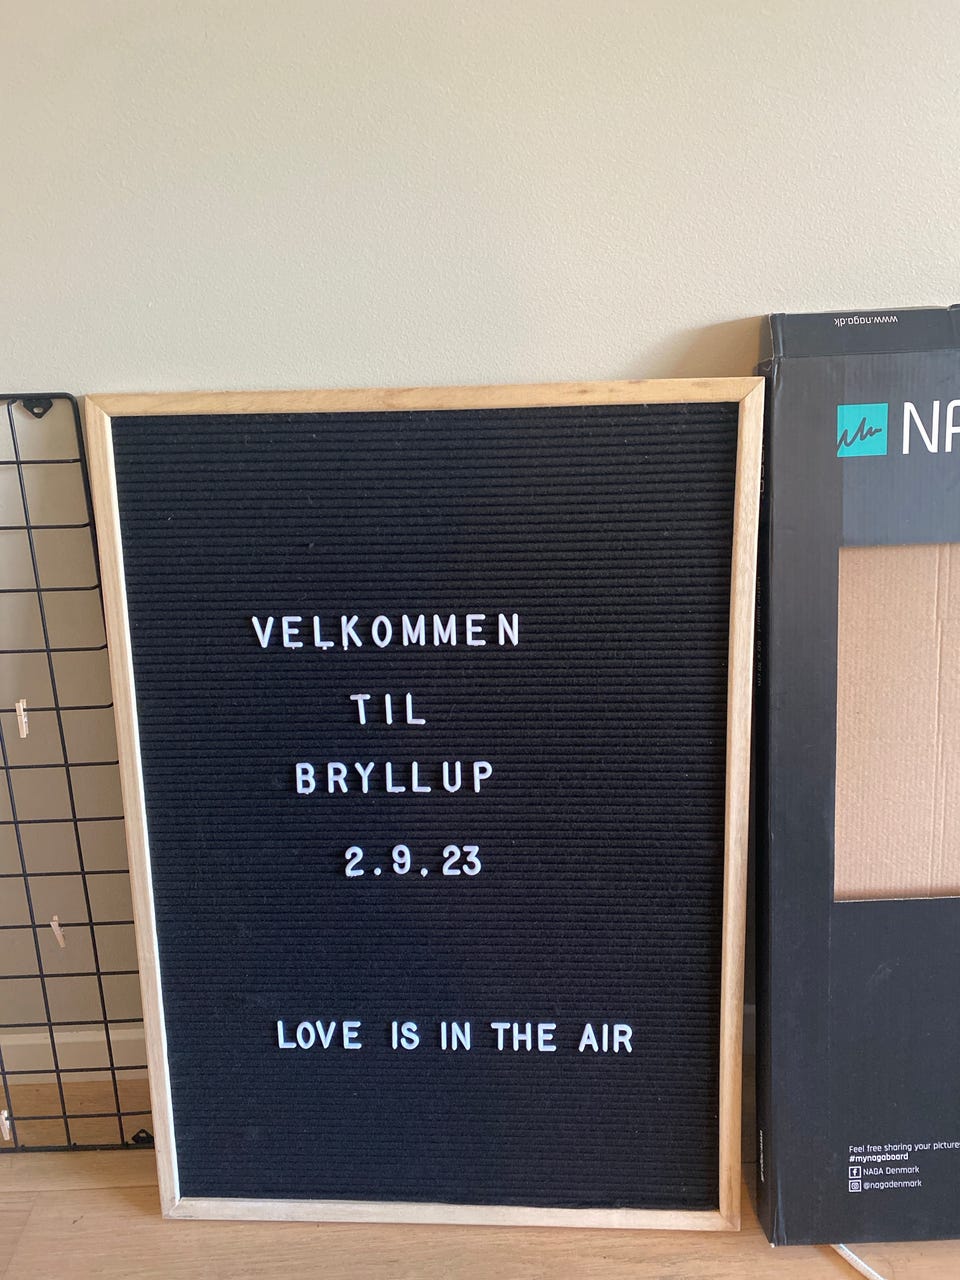 www.naga.dk
NA
VELKOMMEN
TIL
BRYLLUP
2.9.23
LOVE IS IN THE AIR
Feel free sharing your pictures
#mynagaboard
NAGA Denmark
@nagadenmark